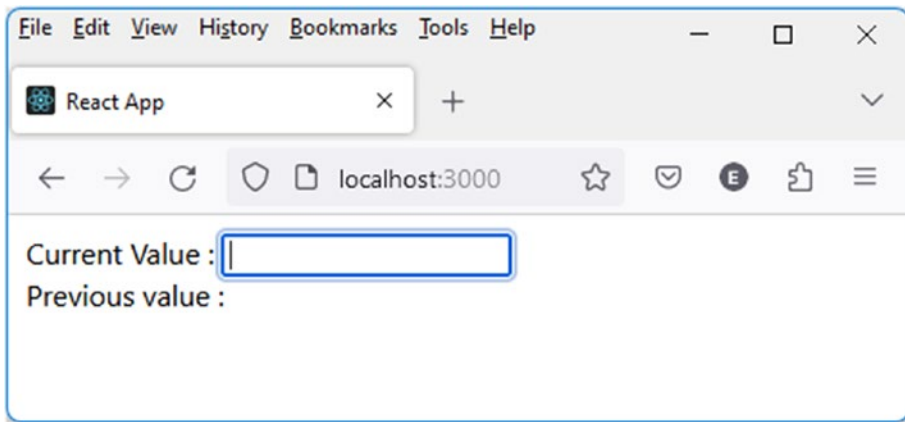 File Edit View History Bookmarks Tools Help
React App
localhost:3000
E
Current Value :
Previous value :